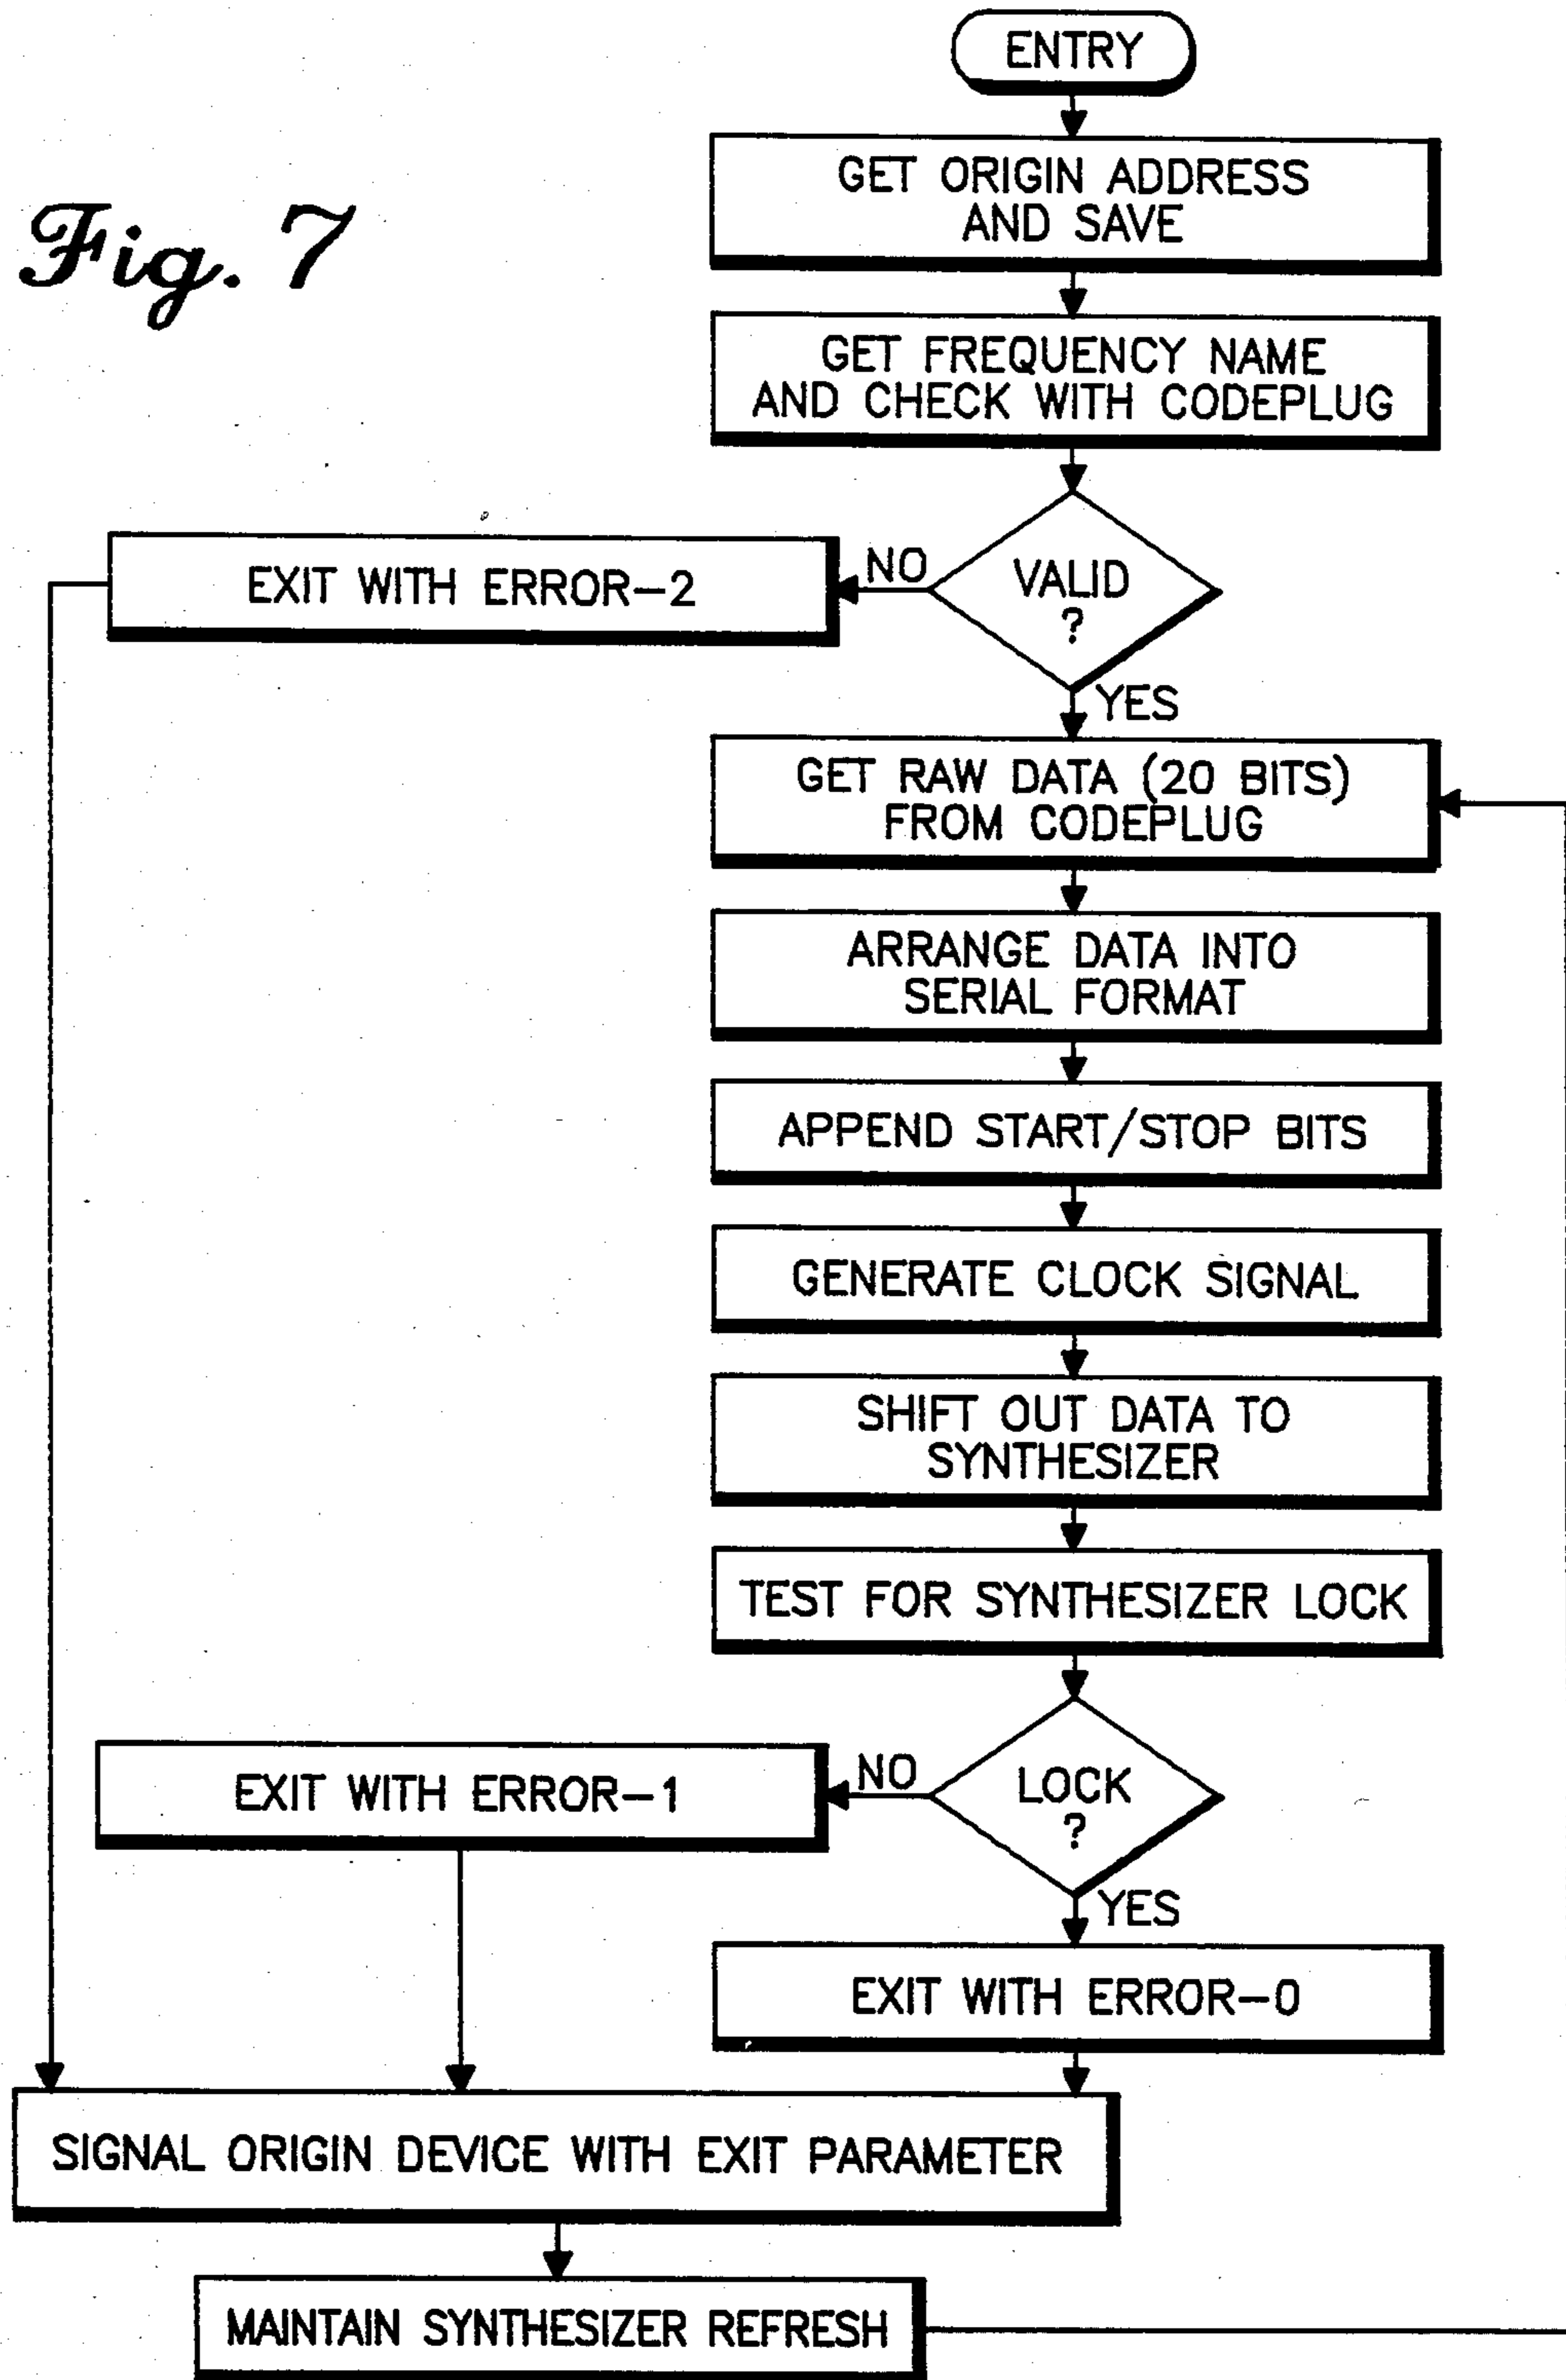 ENTRY
GET ORIGIN ADDRESS
AND SAVE
Fig. 7
GET FREQUENCY NAME
AND CHECK WITH CODEPLUG
VALID
?
NO
EXIT WITH ERROR-2
YES
GET RAW DATA (20 BITS)
FROM CODEPLUG
ARRANGE DATA INTO
SERIAL FORMAT
APPEND START/STOP BITS
GENERATE CLOCK SIGNAL
SHIFT OUT DATA TO
SYNTHESIZER
TEST FOR SYNTHESIZER LOCK
LOCK
?
NO
EXIT WITH ERROR-1
YES
EXIT WITH ERROR-0
SIGNAL ORIGIN DEVICE WITH EXIT PARAMETER
MAINTAIN SYNTHESIZER REFRESH